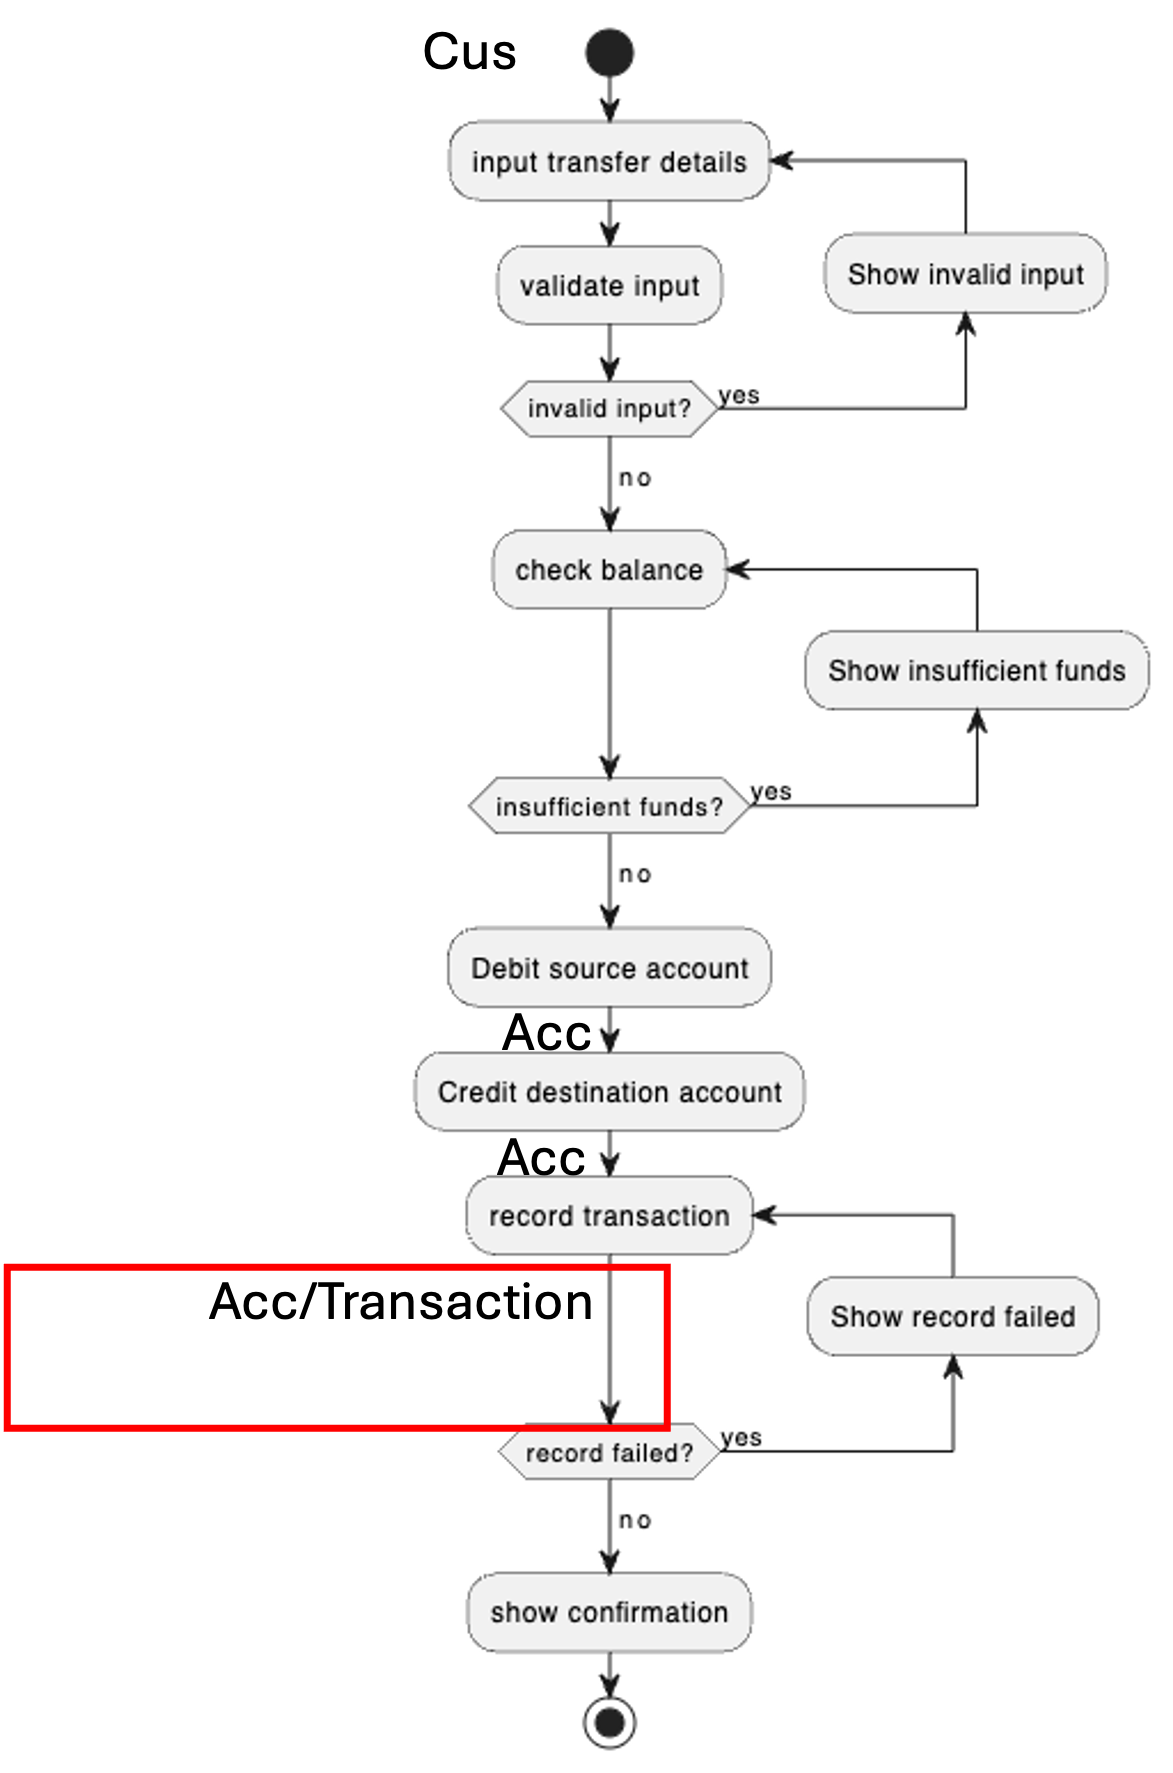 Cus
input transfer details
validate input
Show invalid input
invalid input?
yes
no
check balance
Show insufficient funds
insufficient funds?
yes
no
Debit source account
Acc
Credit destination account
Acc
record transaction
Acc/Transaction
Show record failed
record failed?
yes
no
show confirmation